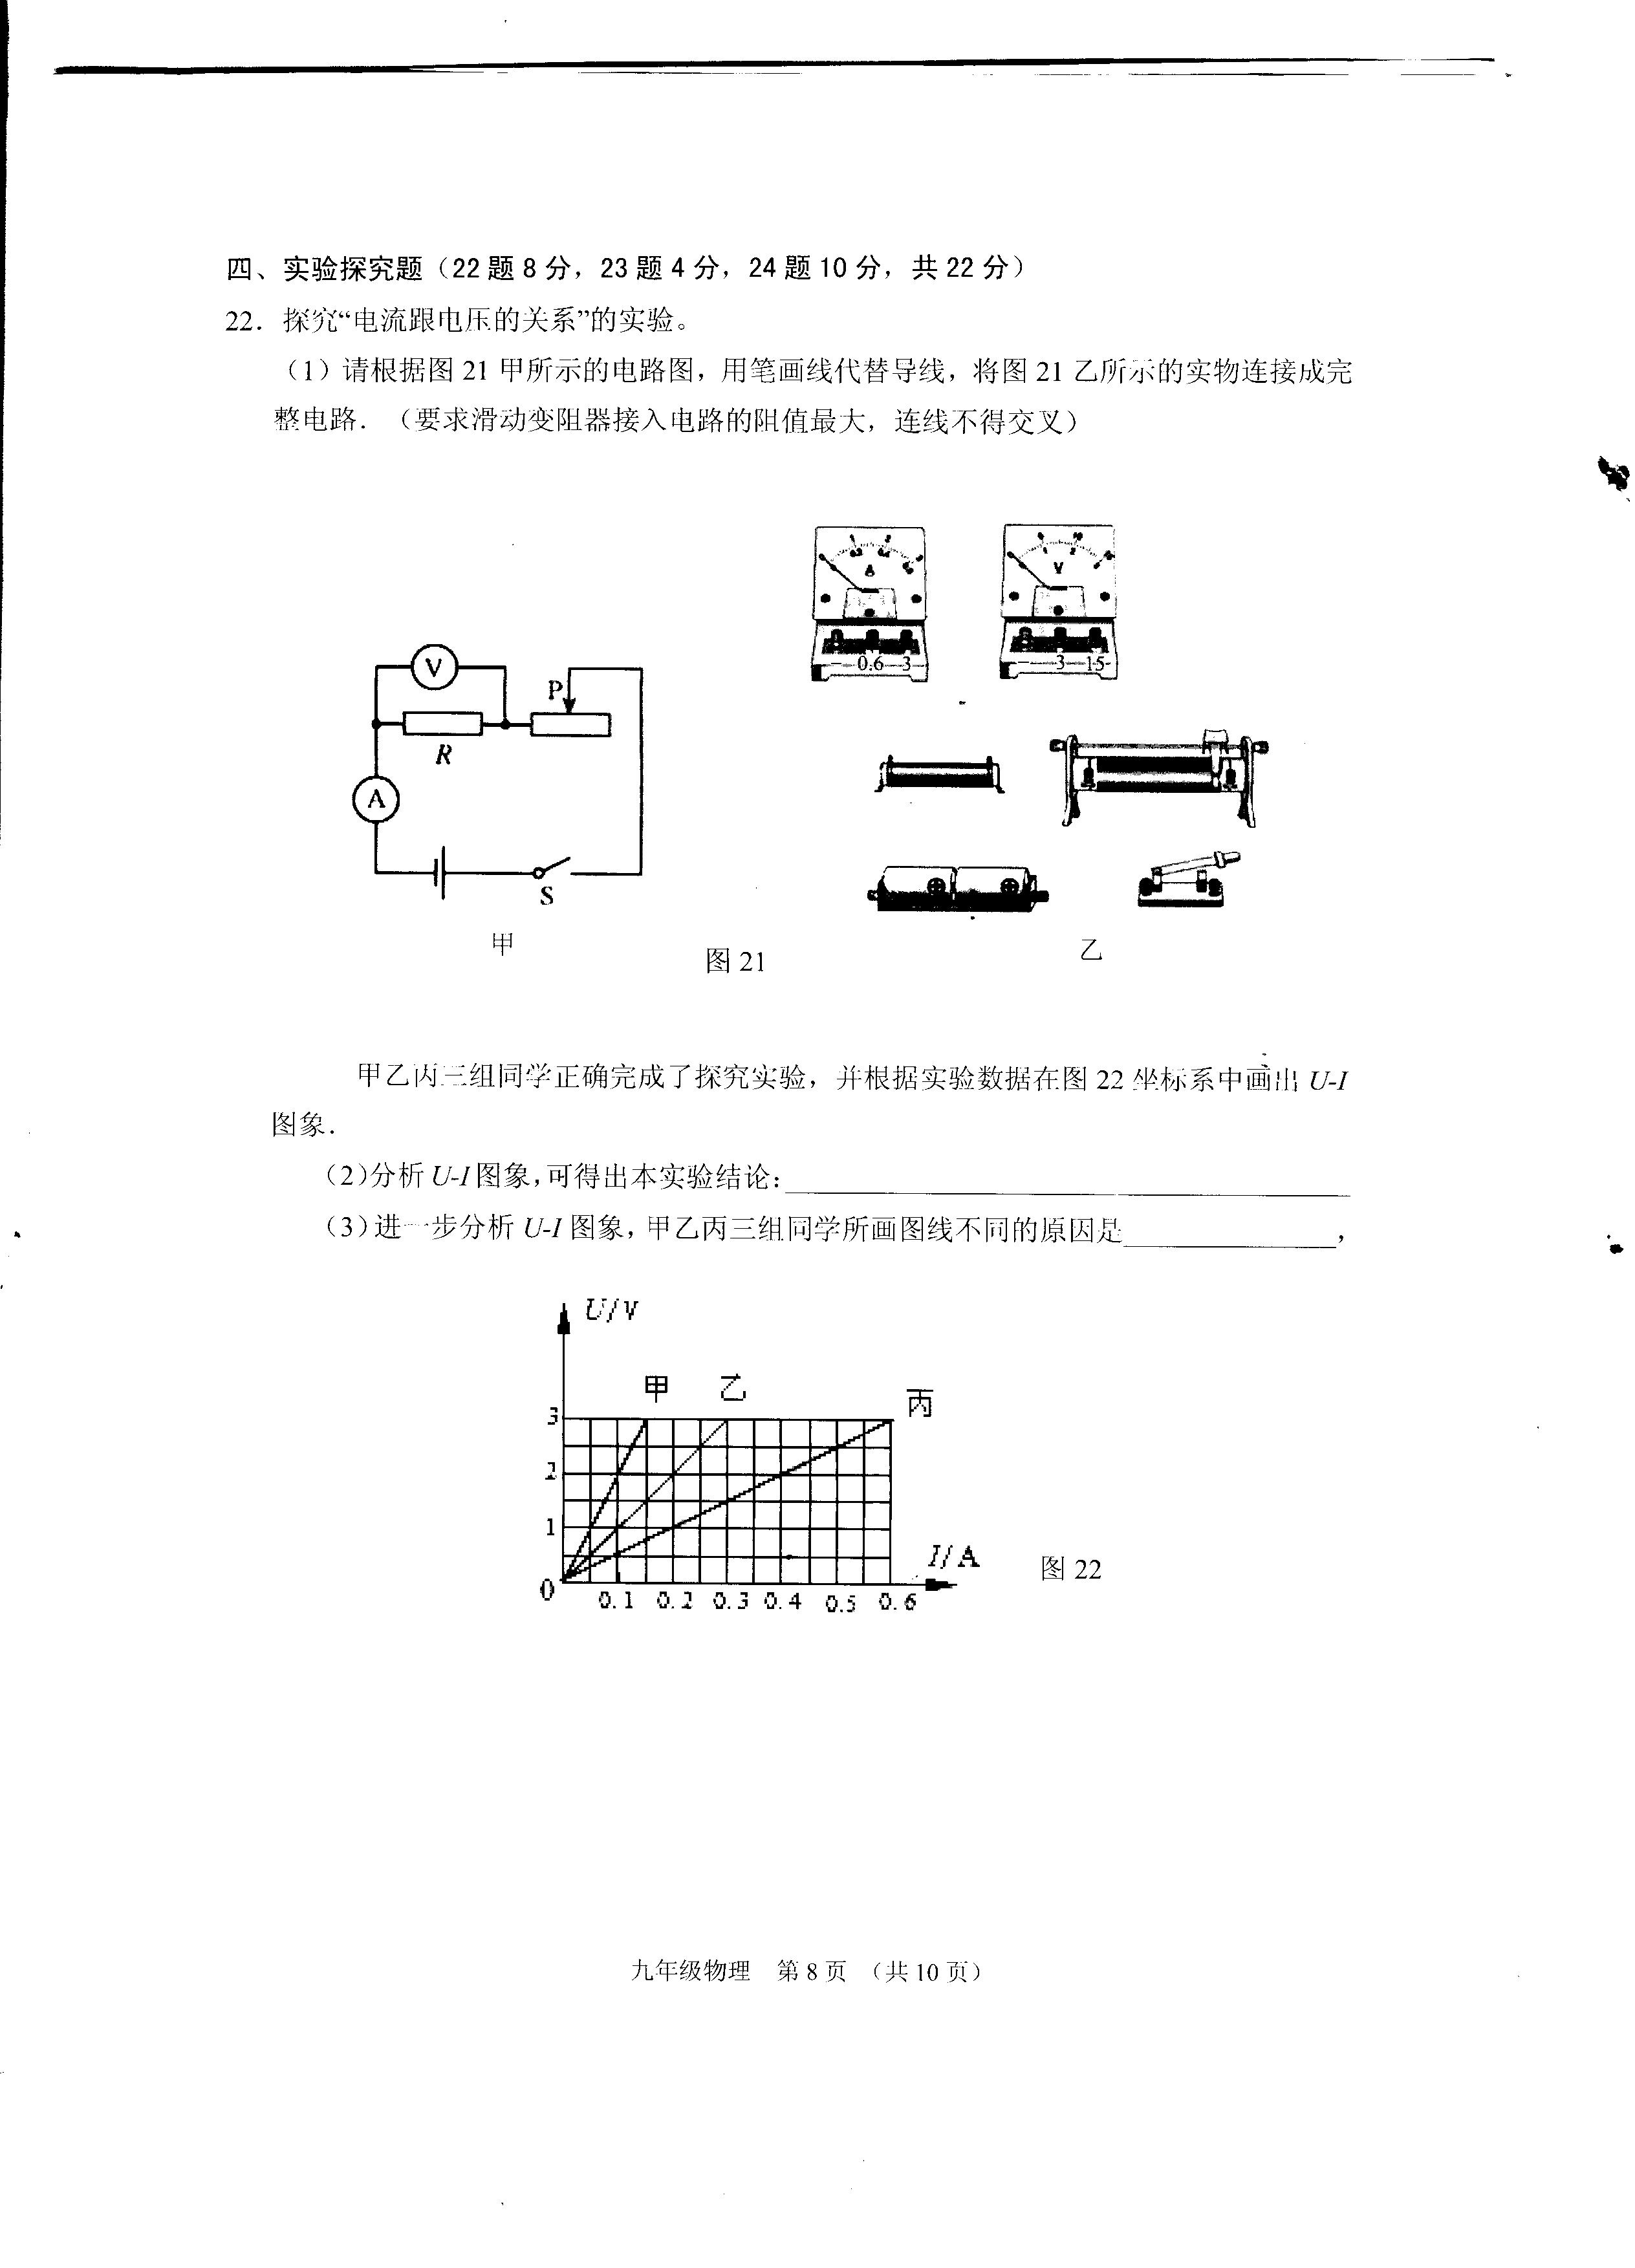 四、实验探究题（22 题 8 分，23 题 4 分，24 题 10 分，共 22 分）
22．探究“电流跟电压的关系”的实验。
（1）请根据图 21 甲所示的电路图，用笔画线代替导线，将图 21 乙所示的实物连接成完
整电路．（要求滑动变阻器接入电路的阻值最大，连线不得交叉）
A
V
- 0.6 3
- 3 15
V
P
R
A
S
甲
图 21
乙
甲乙丙三组同学正确完成了探究实验，并根据实验数据在图 22 坐标系中画出 U-I
图象．
（2）分析 U-I 图象，可得出本实验结论：
（3）进一步分析 U-I 图象，甲乙丙三组同学所画图线不同的原因是，
U/V
甲 乙 丙
3
2
1
0
0.1 0.2 0.3 0.4 0.5 0.6
I/A
图 22
九年级物理 第 8 页 （共 10 页）